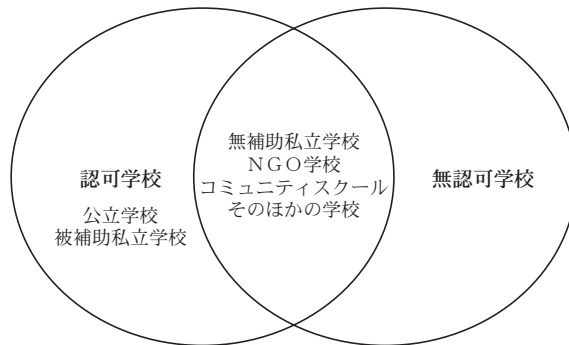 認可学校
公立学校
被補助私立学校
無補助私立学校
ＮＧＯ学校
コミュニティスクール
そのほかの学校
無認可学校